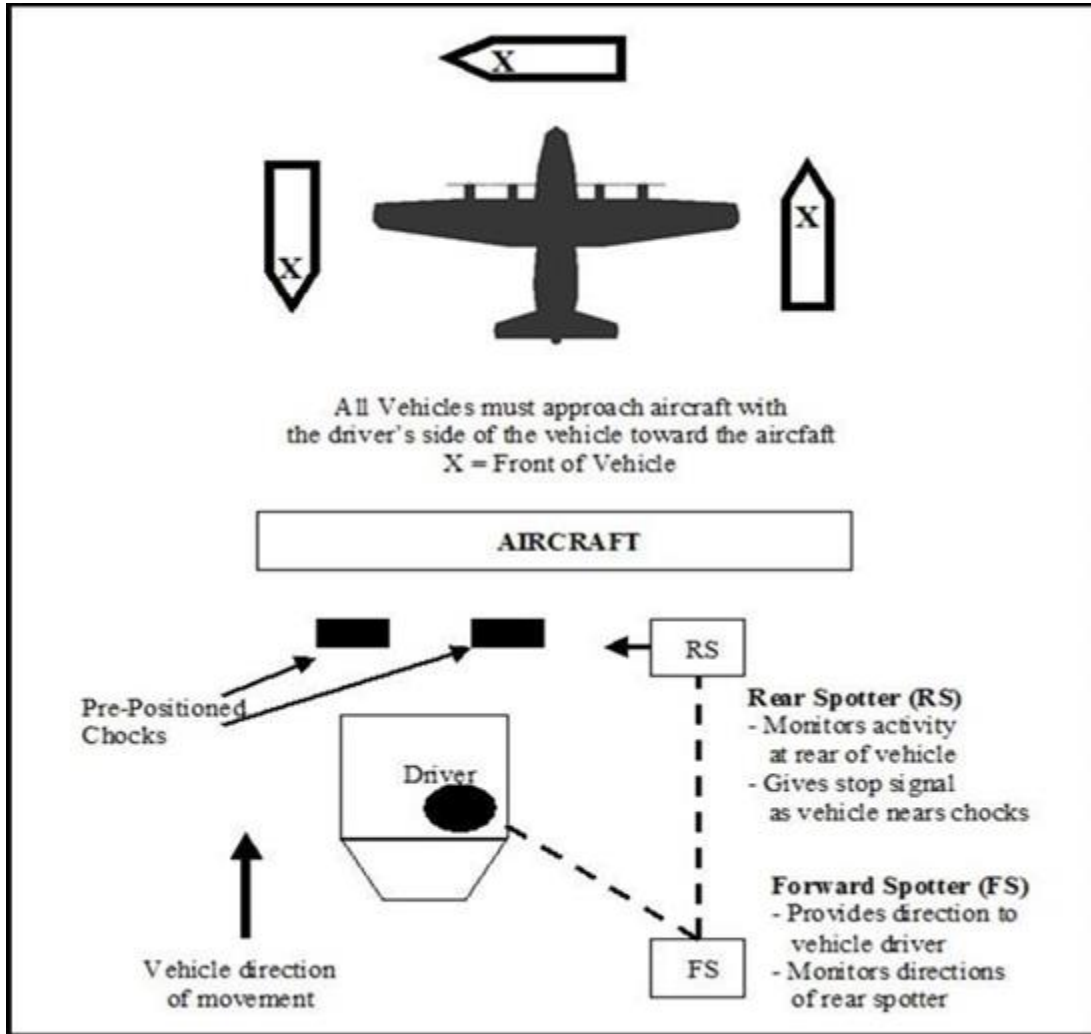 X
X
X
All Vehicles must approach aircraft with
the driver's side of the vehicle toward the aircfaft
X = Front of Vehicle
AIRCRAFT
RS
Pre-Positioned
Chocks
Rear Spotter (RS)
- Monitors activity
at rear of vehicle
- Gives stop signal
as vehicle nears chocks
Driver
Forward Spotter (FS)
- Provides direction to
vehicle driver
- Monitors directions
of rear spotter
FS
Vehicle direction
of movement